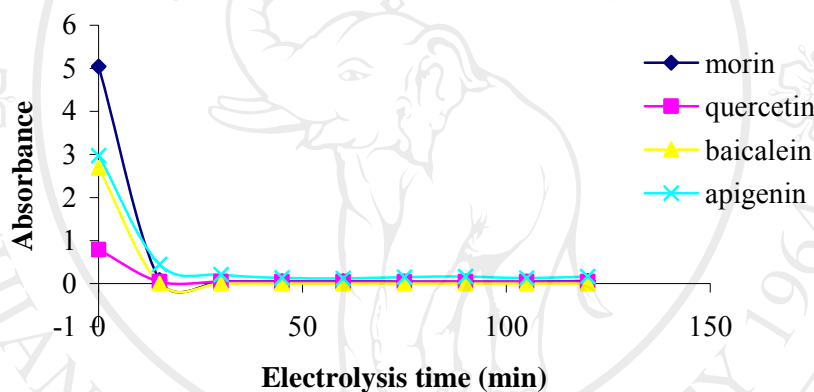 6
5
4
3
2
1
0
-1
0
50
100
150
Absorbance
Electrolysis time (min)
morin
quercetin
baicalein
apigenin